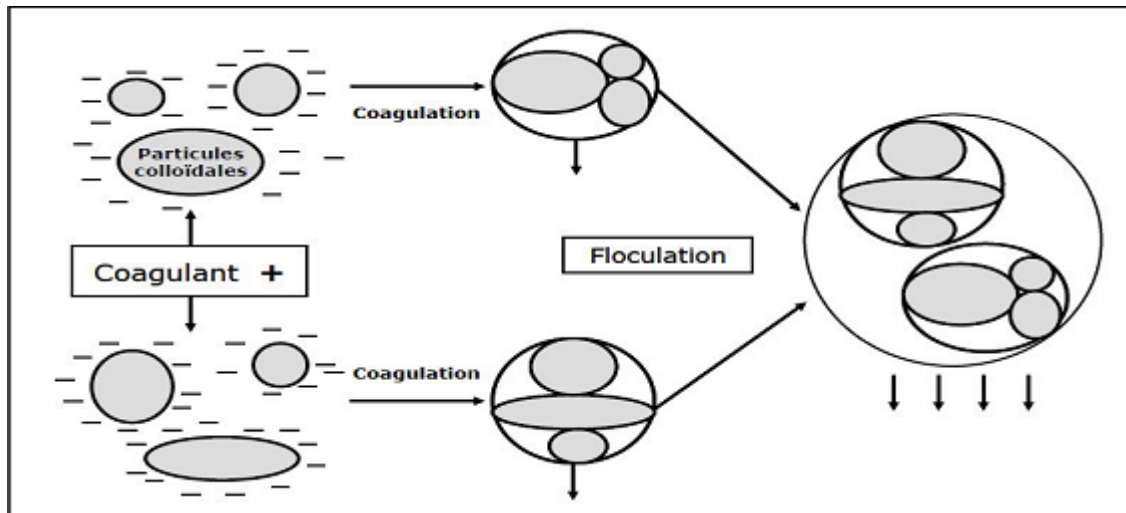 Coagulation
Particules
colloïdales
Coagulant +
Floculation
Coagulation